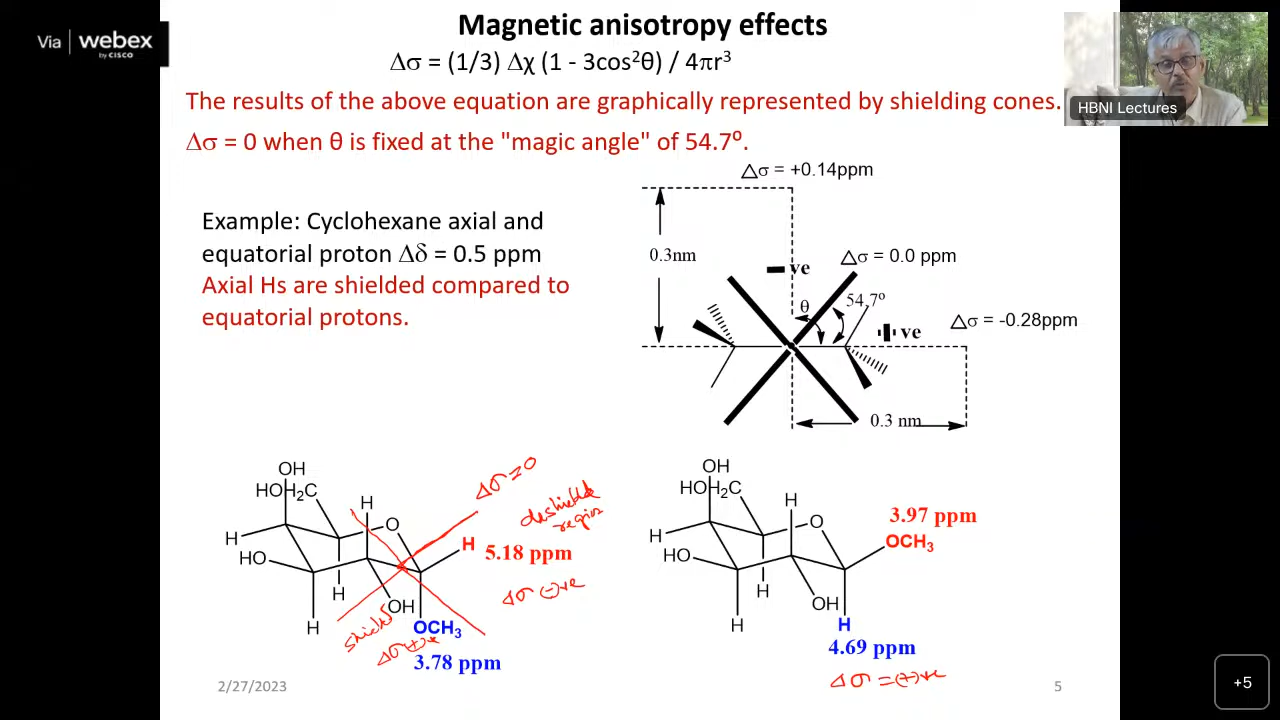 Magnetic anisotropy effects
Via | webex
by CISCO
Δσ = (1/3) Δχ (1 - 3cos²θ) / 4πr³
HBNI Lectures
The results of the above equation are graphically represented by shielding cones.
Δσ = 0 when θ is fixed at the "magic angle" of 54.7⁰.
△σ = +0.14ppm
Example: Cyclohexane axial and
equatorial proton Δδ = 0.5 ppm
Axial Hs are shielded compared to
equatorial protons.
0.3nm
▬ ve
△σ = 0.0 ppm
θ
54.7⁰
△σ = -0.28ppm
ve
0.3 nm
OH
HOH₂C
H
O
H
HO
H
H
OH
H
5.18 ppm
OCH₃
3.78 ppm
Δσ = 0
deshielded
region
Δσ (-)ve
shield
Δσ (+)ve
OH
HOH₂C
H
O
H
HO
H
H
OH
3.97 ppm
OCH₃
H
4.69 ppm
Δσ = (+)ve
2/27/2023
5
+5